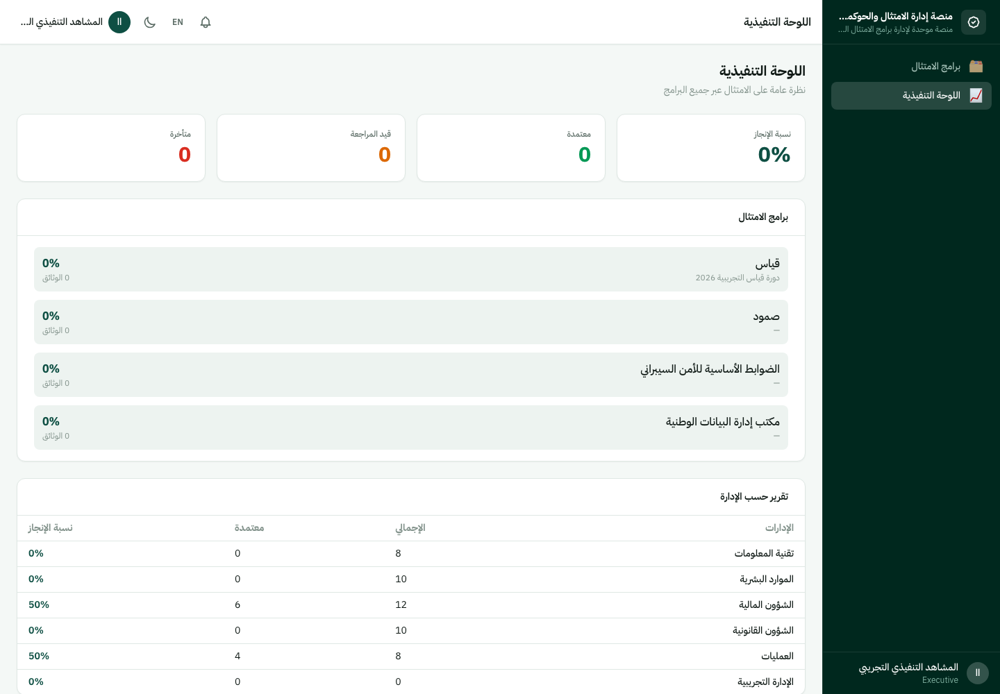 منصة إدارة الامتثال والحوكمـ...
منصة موحدة لإدارة برامج الامتثال الـ...
برامج الامتثال
اللوحة التنفيذية
المشاهد التنفيذي التجريبي
Executive
اا
اللوحة التنفيذية
EN
اا
المشاهد التنفيذي الـ...
اللوحة التنفيذية
نظرة عامة على الامتثال عبر جميع البرامج
نسبة الإنجاز
0%
معتمدة
0
قيد المراجعة
0
متأخرة
0
برامج الامتثال
قياس
دورة قياس التجريبية 2026
0%
0 الوثائق
صمود
—
0%
0 الوثائق
الضوابط الأساسية للأمن السيبراني
—
0%
0 الوثائق
مكتب إدارة البيانات الوطنية
—
0%
0 الوثائق
تقرير حسب الإدارة
الإدارات الإجمالي معتمدة نسبة الإنجاز
تقنية المعلومات 8 0 0%
الموارد البشرية 10 0 0%
الشؤون المالية 12 6 50%
الشؤون القانونية 10 0 0%
العمليات 8 4 50%
الإدارة التجريبية 0 0 0%